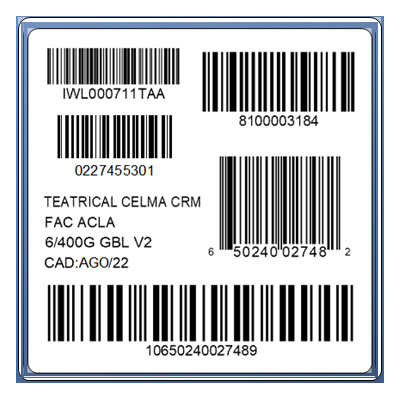 IWL000711TAA
8100003184
0227455301
TEATRICAL CELMA CRM
FAC ACLA
6/400G GBL V2
CAD:AGO/22
6 50240 02748 2
10650240027489